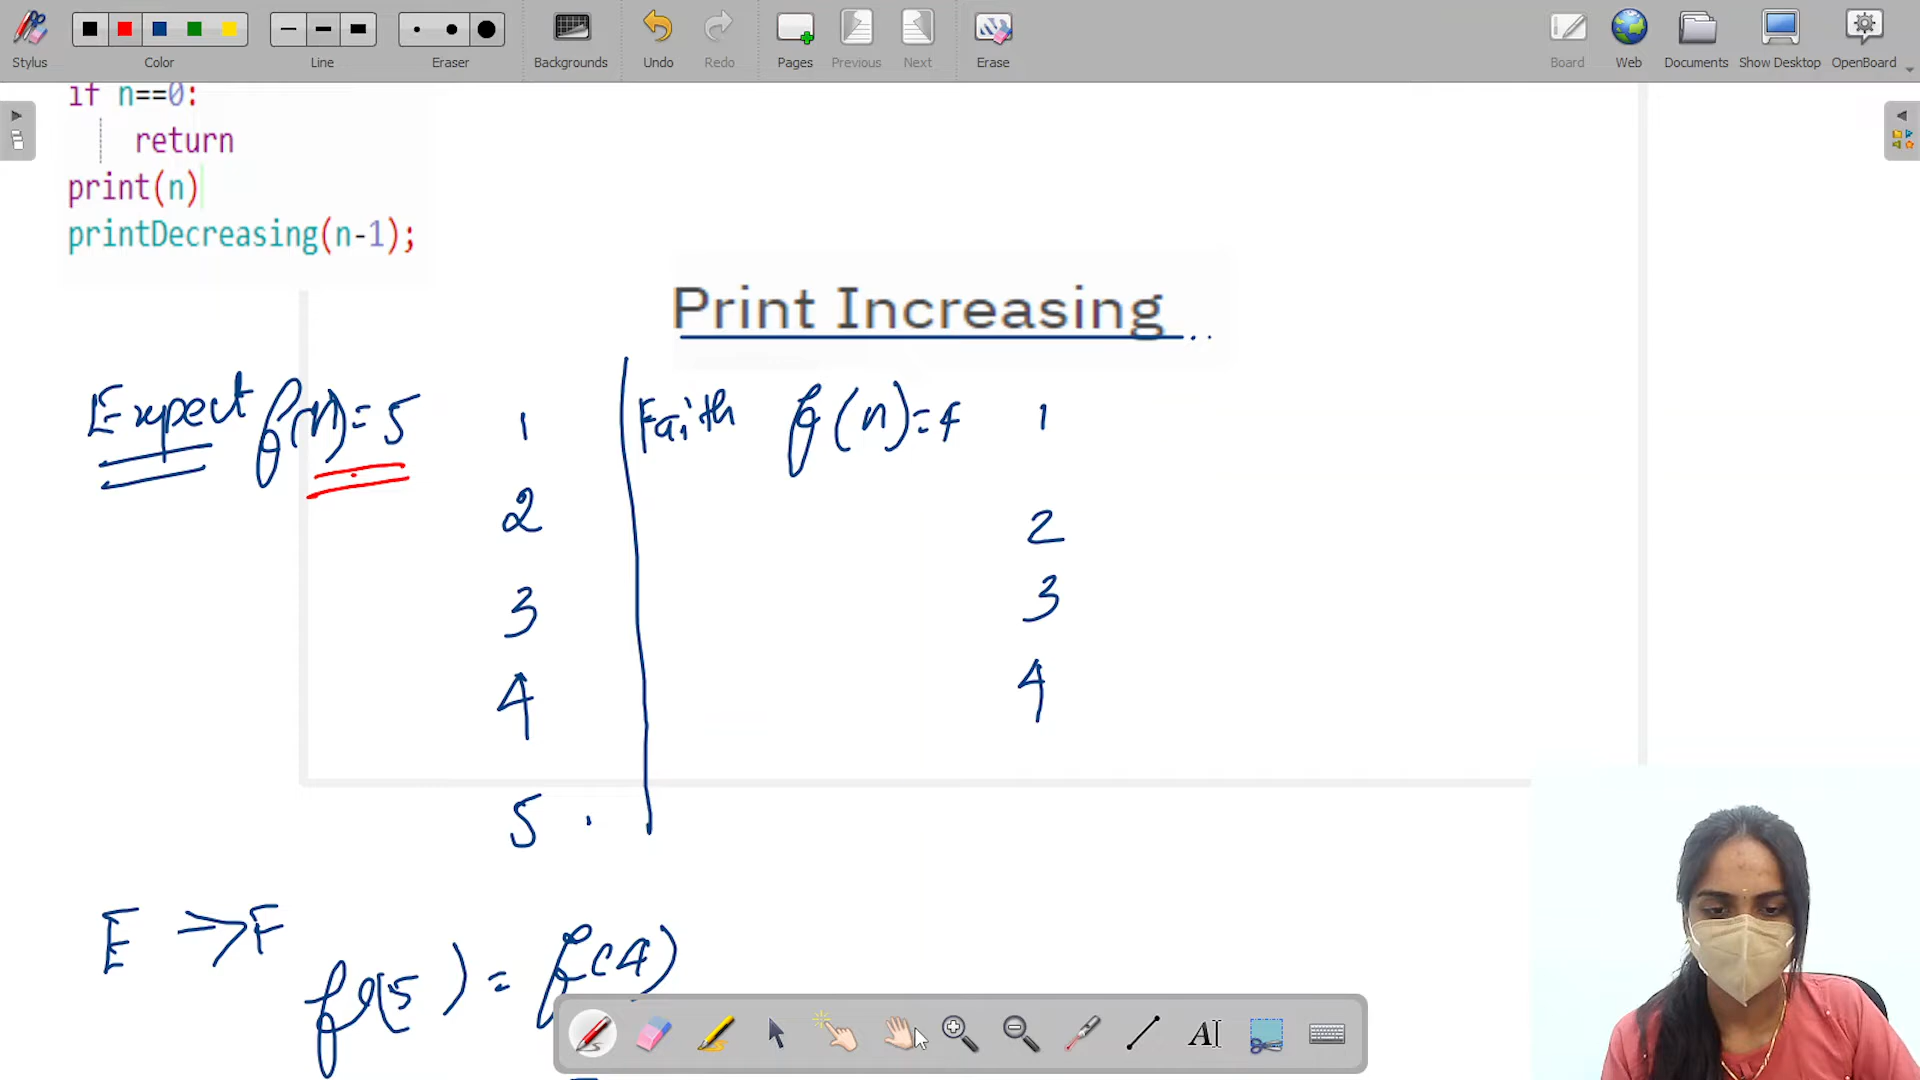 Stylus
Color
Line
Eraser
Backgrounds
Undo
Redo
Pages
Previous
Next
Erase
Board
Web
Documents
Show Desktop
OpenBoard
if n==0:
return
print(n)
printDecreasing(n-1);
Print Increasing
Expect f(n)=5 1
2
3
4
5
Faith f(n)=4 1
2
3
4
E → F
f(5) = f(4)